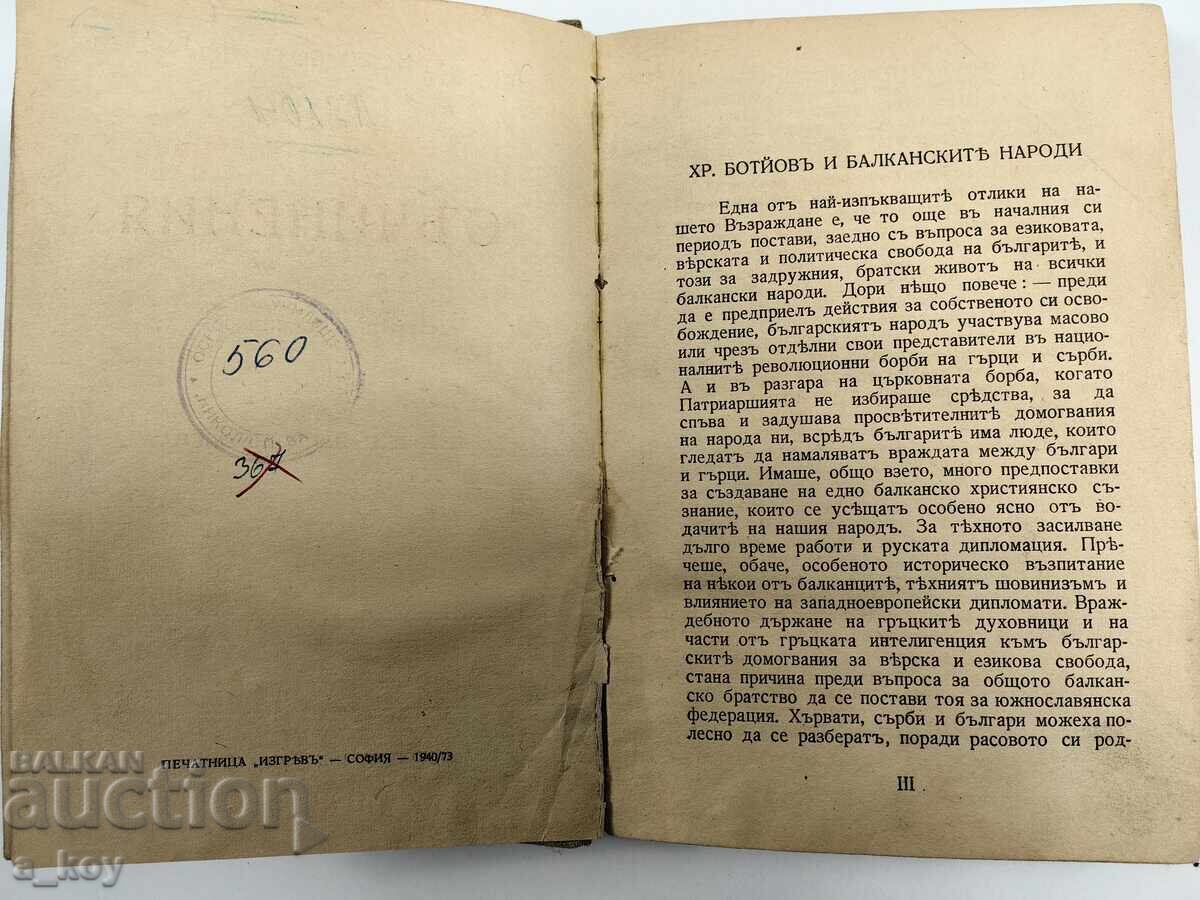 560
367
ПЕЧАТНИЦА „ИЗГРѢВЪ“ — СОФИЯ — 1940/73
BALKAN
auction
a_koy
ХР. БОТЙОВЪ И БАЛКАНСКИТѢ НАРОДИ
Една отъ най-изпъкващитѣ отлики на на-
шето Възраждане е, че то още въ началния си
периодъ постави, заедно съ въпроса за езиковата,
вѣрската и политическа свобода на българитѣ, и
този за задружния, братски животъ на всички
балкански народи. Дори нѣщо повече: — преди
да е предприелъ действия за собственото си осво-
бождение, българскиятъ народъ участвува масово
или чрезъ отдѣлни свои представители въ нацио-
налнитѣ революционни борби на гърци и сърби.
А и въ разгара на църковната борба, когато
Патриаршията не избираше срѣдства, за да
спъва и задушава просвѣтителнитѣ домогвания
на народа ни, всрѣдъ българитѣ има люде, които
гледатъ да намаляватъ враждата между българи
и гърци. Имаше, общо взето, много предпоставки
за създаване на едно балканско християнско съ-
знание, които се усѣщатъ особено ясно отъ во-
дачитѣ на нашия народъ. За тѣхното засилване
дълго време работи и руската дипломация. Прѣ-
чеше, обаче, особеното историческо възпитание
на нѣкои отъ балканцитѣ, тѣхниятъ шовинизъмъ и
влиянието на западноевропейски дипломати. Враж-
дебното държане на гръцкитѣ духовници и на
части отъ гръцката интелигенция къмъ българ-
скитѣ домогвания за вѣрска и езикова свобода,
стана причина преди въпроса за общото балкан-
ско братство да се постави тоя за южнославянска
федерация. Хървати, сърби и българи можеха по-
лесно да се разбератъ, поради расовото си род-
III